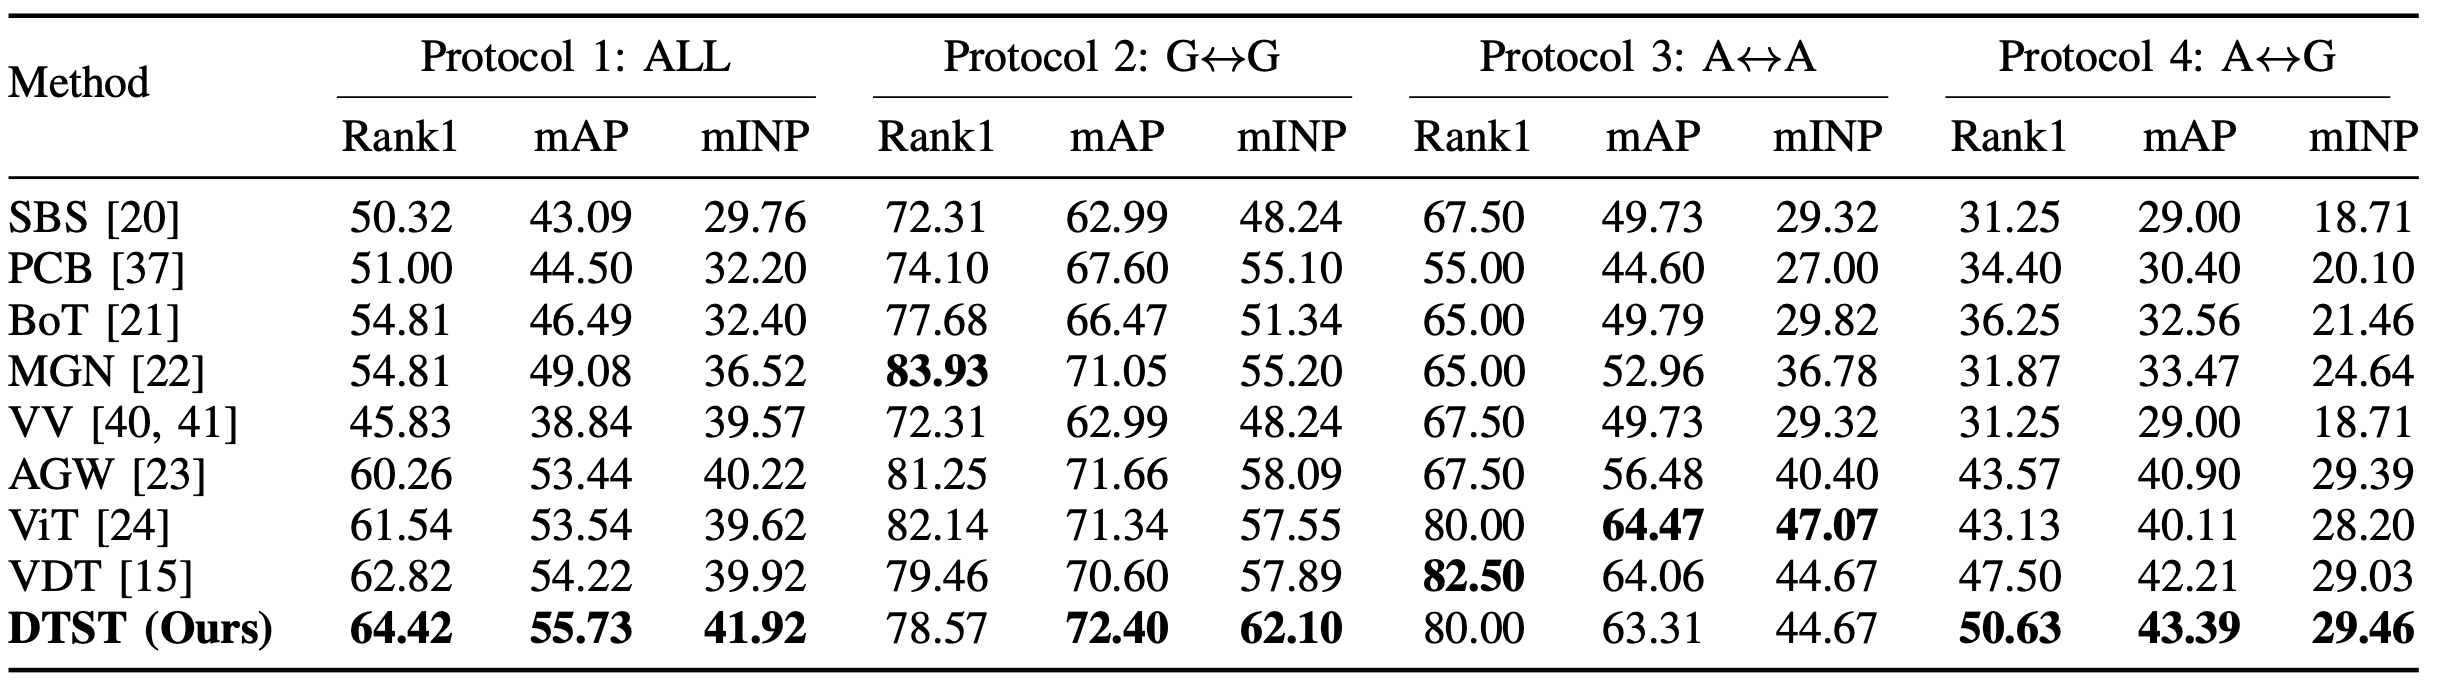 Method Protocol 1: ALL Protocol 2: G↔G Protocol 3: A↔A Protocol 4: A↔G
Rank1 mAP mINP Rank1 mAP mINP Rank1 mAP mINP Rank1 mAP mINP
SBS [20] 50.32 43.09 29.76 72.31 62.99 48.24 67.50 49.73 29.32 31.25 29.00 18.71
PCB [37] 51.00 44.50 32.20 74.10 67.60 55.10 55.00 44.60 27.00 34.40 30.40 20.10
BoT [21] 54.81 46.49 32.40 77.68 66.47 51.34 65.00 49.79 29.82 36.25 32.56 21.46
MGN [22] 54.81 49.08 36.52 83.93 71.05 55.20 65.00 52.96 36.78 31.87 33.47 24.64
VV [40, 41] 45.83 38.84 39.57 72.31 62.99 48.24 67.50 49.73 29.32 31.25 29.00 18.71
AGW [23] 60.26 53.44 40.22 81.25 71.66 58.09 67.50 56.48 40.40 43.57 40.90 29.39
ViT [24] 61.54 53.54 39.62 82.14 71.34 57.55 80.00 64.47 47.07 43.13 40.11 28.20
VDT [15] 62.82 54.22 39.92 79.46 70.60 57.89 82.50 64.06 44.67 47.50 42.21 29.03
DTST (Ours) 64.42 55.73 41.92 78.57 72.40 62.10 80.00 63.31 44.67 50.63 43.39 29.46